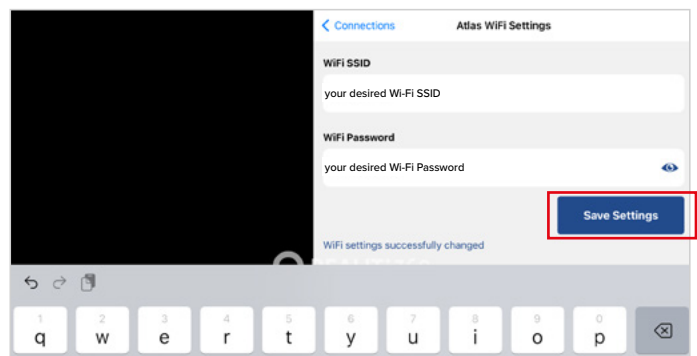 Connections
Atlas WiFi Settings
WiFi SSID
your desired Wi-Fi SSID
WiFi Password
your desired Wi-Fi Password
Save Settings
WiFi settings successfully changed
1 2 3 4 5 6 7 8 9 0
q w e r t y u i o p